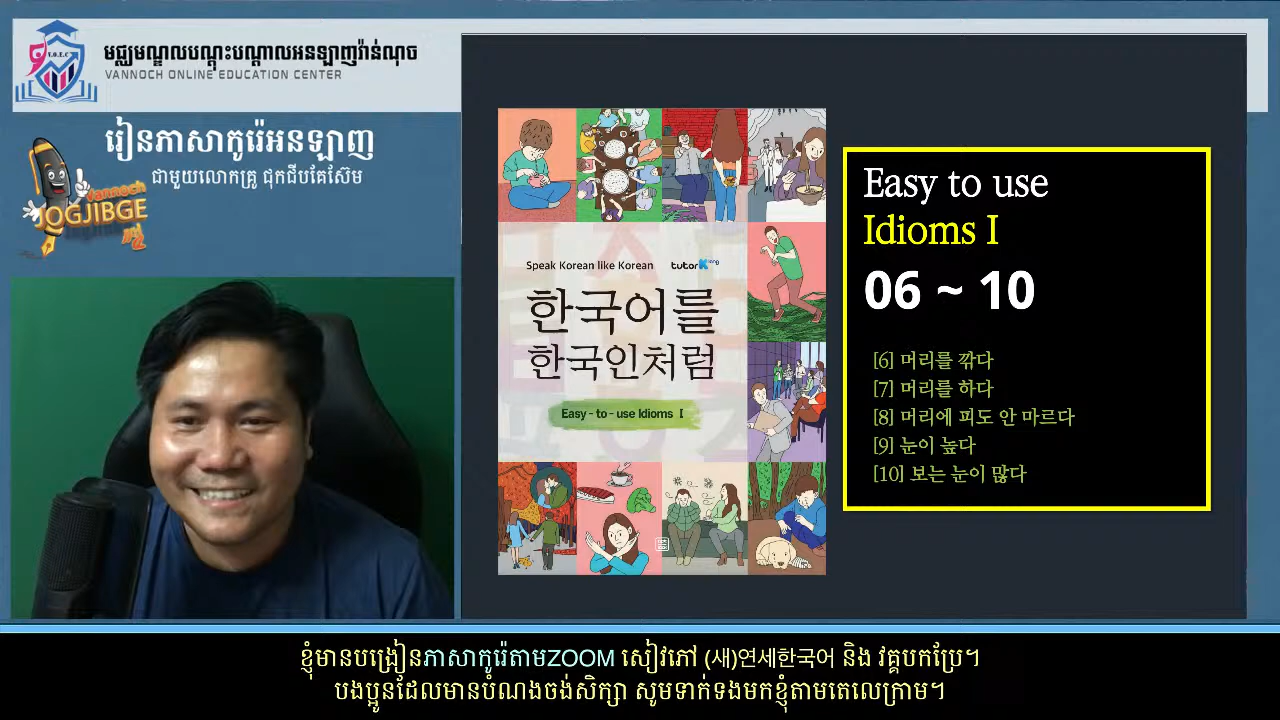 V.O.E.C
មជ្ឈមណ្ឌលបណ្តុះបណ្តាលអនឡាញវ៉ាន់ណុច
VANNOCH ONLINE EDUCATION CENTER
រៀនភាសាកូរ៉េអនឡាញ
ជាមួយលោកគ្រូ ជុកជីបគែស៊ើម
Vannoch
JOGJIBGE
Speak Korean like Korean
tutorK
한국어를
한국인처럼
Easy - to - use Idioms I
Easy to use
Idioms I
06 ~ 10
[6] 머리를 깎다
[7] 머리를 하다
[8] 머리에 피도 안 마르다
[9] 눈이 높다
[10] 보는 눈이 많다
ខ្ញុំមានបង្រៀនភាសាកូរ៉េតាមZOOM សៀវភៅ (새)연세한국어 និង វគ្គបកប្រែ។
បងប្អូនដែលមានបំណងចង់សិក្សា សូមទាក់ទងមកខ្ញុំតាមតេលេក្រាម។